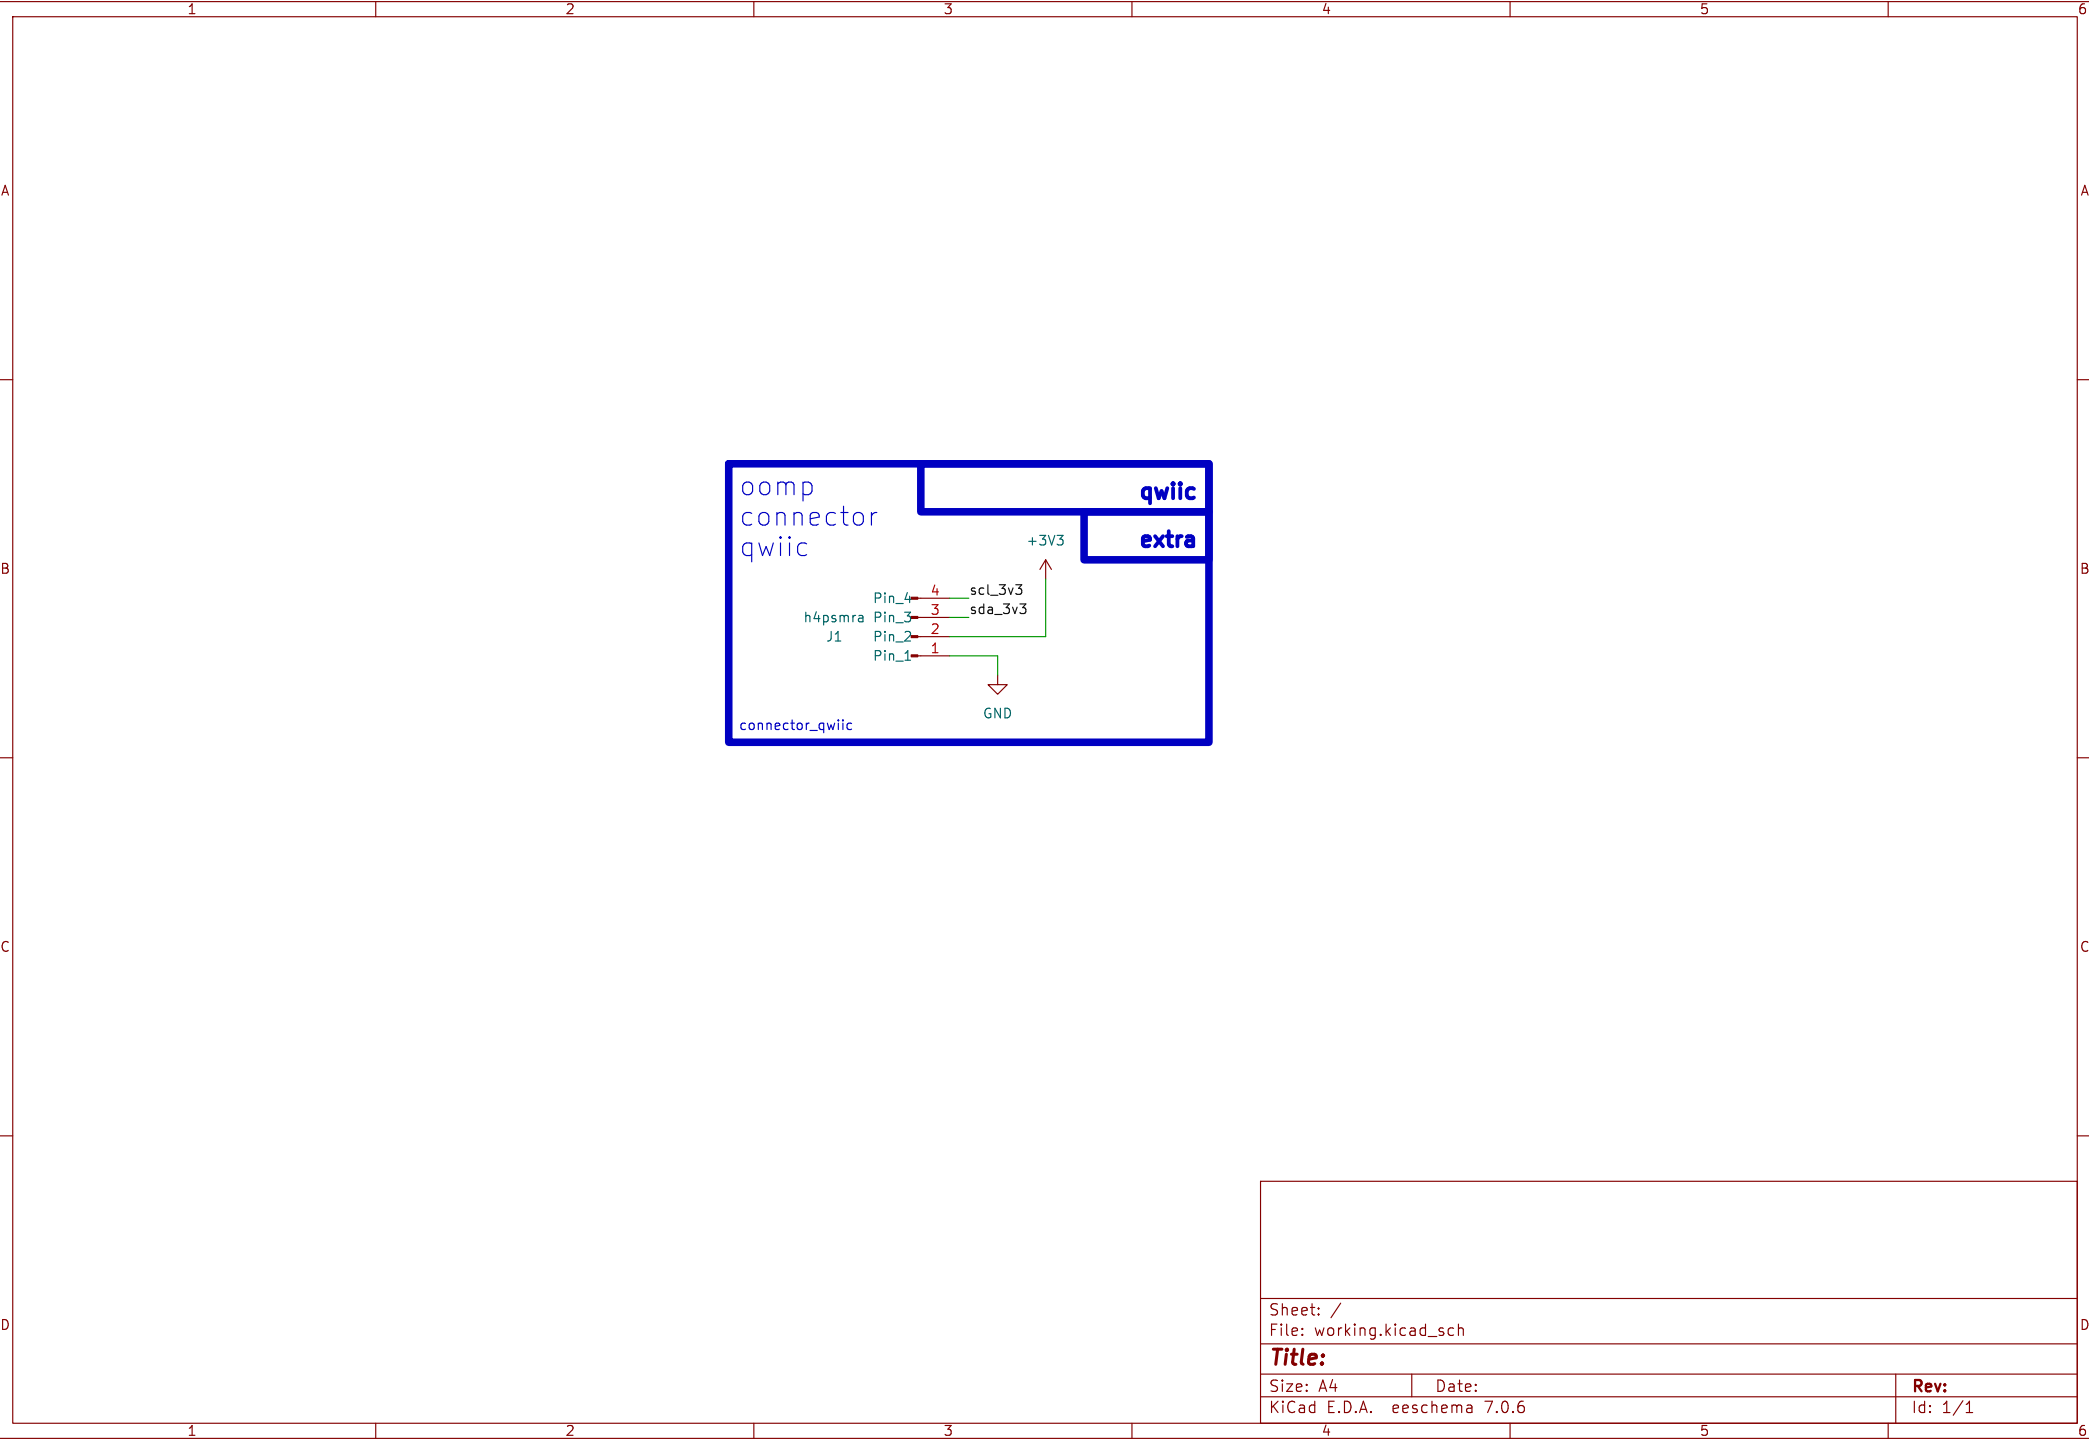 1 2 3 4 5 6
A A
qwiic
oomp
connector
qwiic
extra
+3V3
B B
scl_3v3
Pin_4 4
sda_3v3
h4psmra Pin_3 3
J1 Pin_2 2
Pin_1 1
GND
connector_qwiic
C C
Sheet: /
File: working.kicad_sch
D D
Title:
Size: A4 Date: Rev:
KiCad E.D.A. eeschema 7.0.6 Id: 1/1
1 2 3 4 5 6